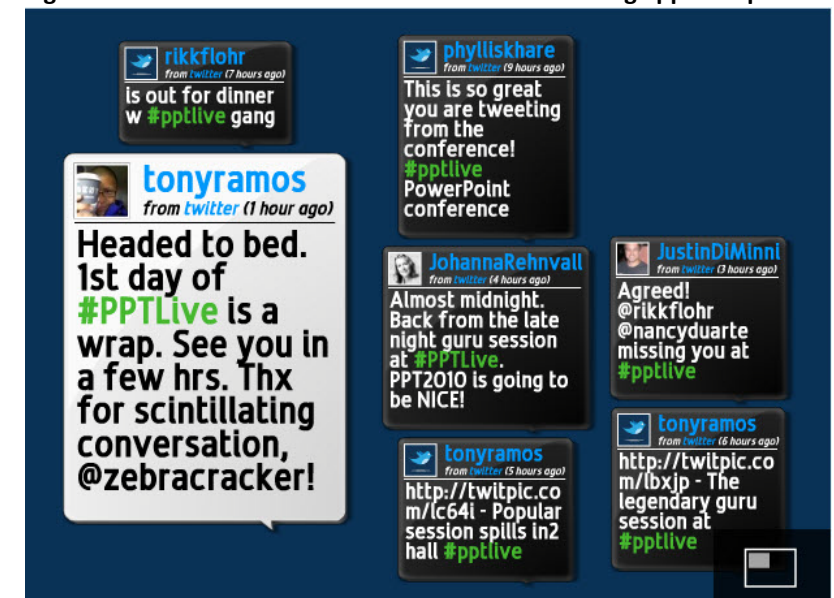 rikkflohr
from twitter (7 hours ago)
is out for dinner
w #pptlive gang
phylliskhare
from twitter (9 hours ago)
This is so great
you are tweeting
from the
conference!
#pptlive
PowerPoint
conference
tonyramos
from twitter (1 hour ago)
Headed to bed.
1st day of
#PPTLive is a
wrap. See you in
a few hrs. Thx
for scintillating
conversation,
@zebracracker!
JohannaRehnvall
from twitter (4 hours ago)
Almost midnight.
Back from the late
night guru session
at #PPTLive.
PPT2010 is going to
be NICE!
JustinDiMinni
from twitter (3 hours ago)
Agreed!
@rikkflohr
@nancyduarte
missing you at
#pptlive
tonyramos
from twitter (5 hours ago)
http://twitpic.co
m/lc64i - Popular
session spills in2
hall #pptlive
tonyramos
from twitter (6 hours ago)
http://twitpic.co
m/lbxjp - The
legendary guru
session at
#pptlive